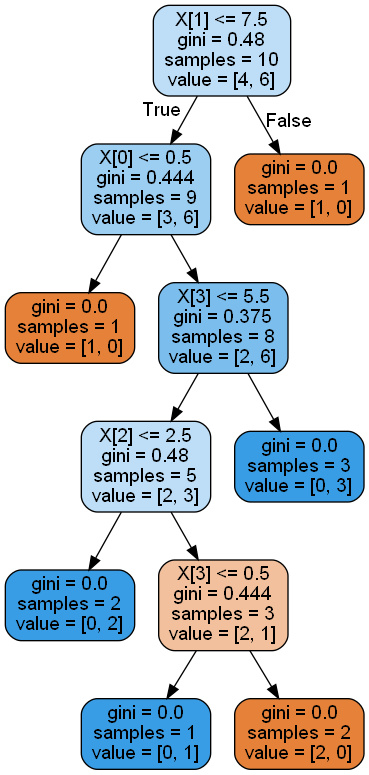 X[1] <= 7.5
gini = 0.48
samples = 10
value = [4, 6]
True
False
X[0] <= 0.5
gini = 0.444
samples = 9
value = [3, 6]
gini = 0.0
samples = 1
value = [1, 0]
gini = 0.0
samples = 1
value = [1, 0]
X[3] <= 5.5
gini = 0.375
samples = 8
value = [2, 6]
X[2] <= 2.5
gini = 0.48
samples = 5
value = [2, 3]
gini = 0.0
samples = 3
value = [0, 3]
gini = 0.0
samples = 2
value = [0, 2]
X[3] <= 0.5
gini = 0.444
samples = 3
value = [2, 1]
gini = 0.0
samples = 1
value = [0, 1]
gini = 0.0
samples = 2
value = [2, 0]